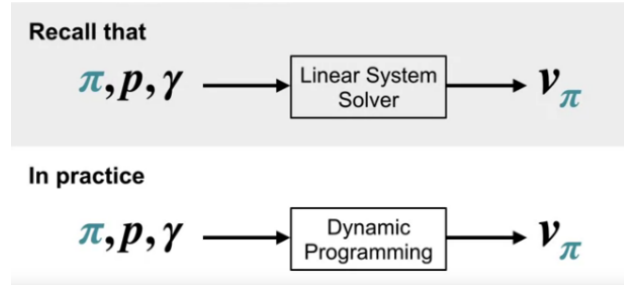 Recall that
π,p,γ
Linear System
Solver
vπ
In practice
π,p,γ
Dynamic
Programming
vπ